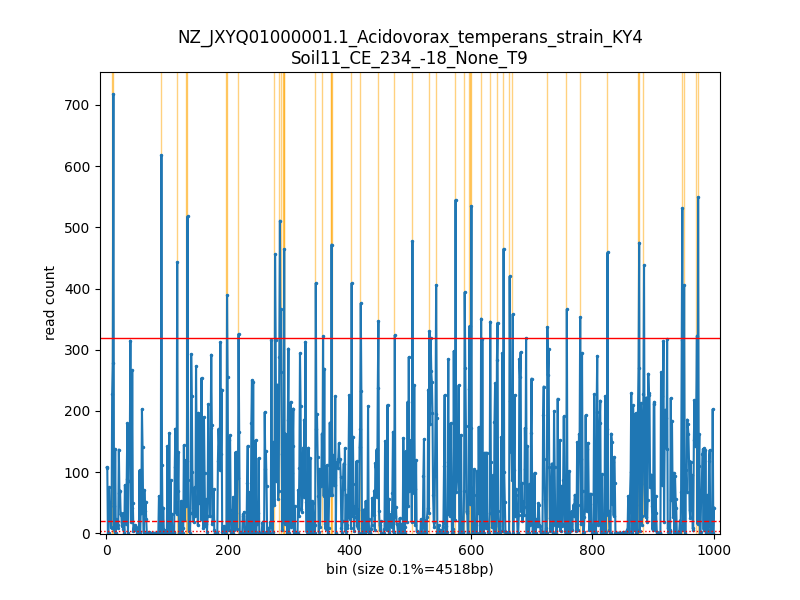 NZ_JXYQ01000001.1_Acidovorax_temperans_strain_KY4
Soil11_CE_234_-18_None_T9
700
600
500
400
300
200
100
0
read count
0 200 400 600 800 1000
bin (size 0.1%=4518bp)